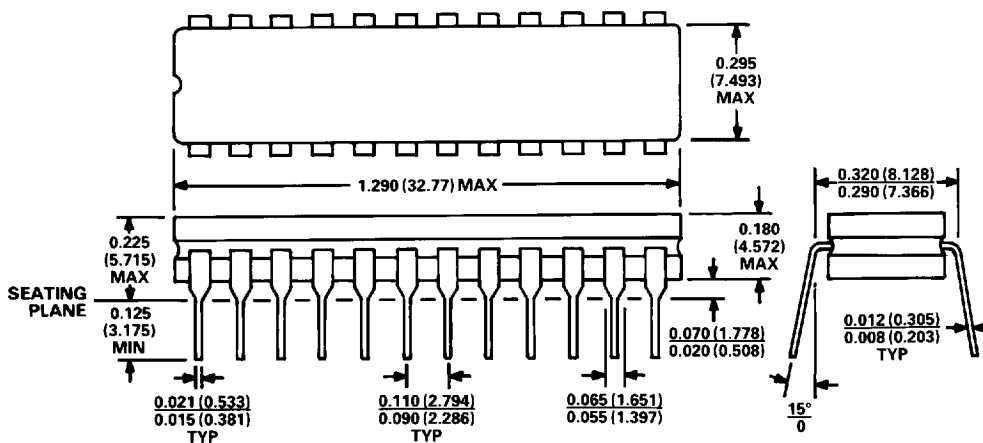 0.295
(7.493)
MAX
1.290 (32.77) MAX
0.320 (8.128)
0.290 (7.366)
0.225
(5.715)
MAX
0.180
(4.572)
MAX
SEATING
PLANE
0.125
(3.175)
MIN
0.070 (1.778)
0.020 (0.508)
0.012 (0.305)
0.008 (0.203)
TYP
0.021 (0.533)
0.015 (0.381)
TYP
0.110 (2.794)
0.090 (2.286)
TYP
0.065 (1.651)
0.055 (1.397)
15°
0